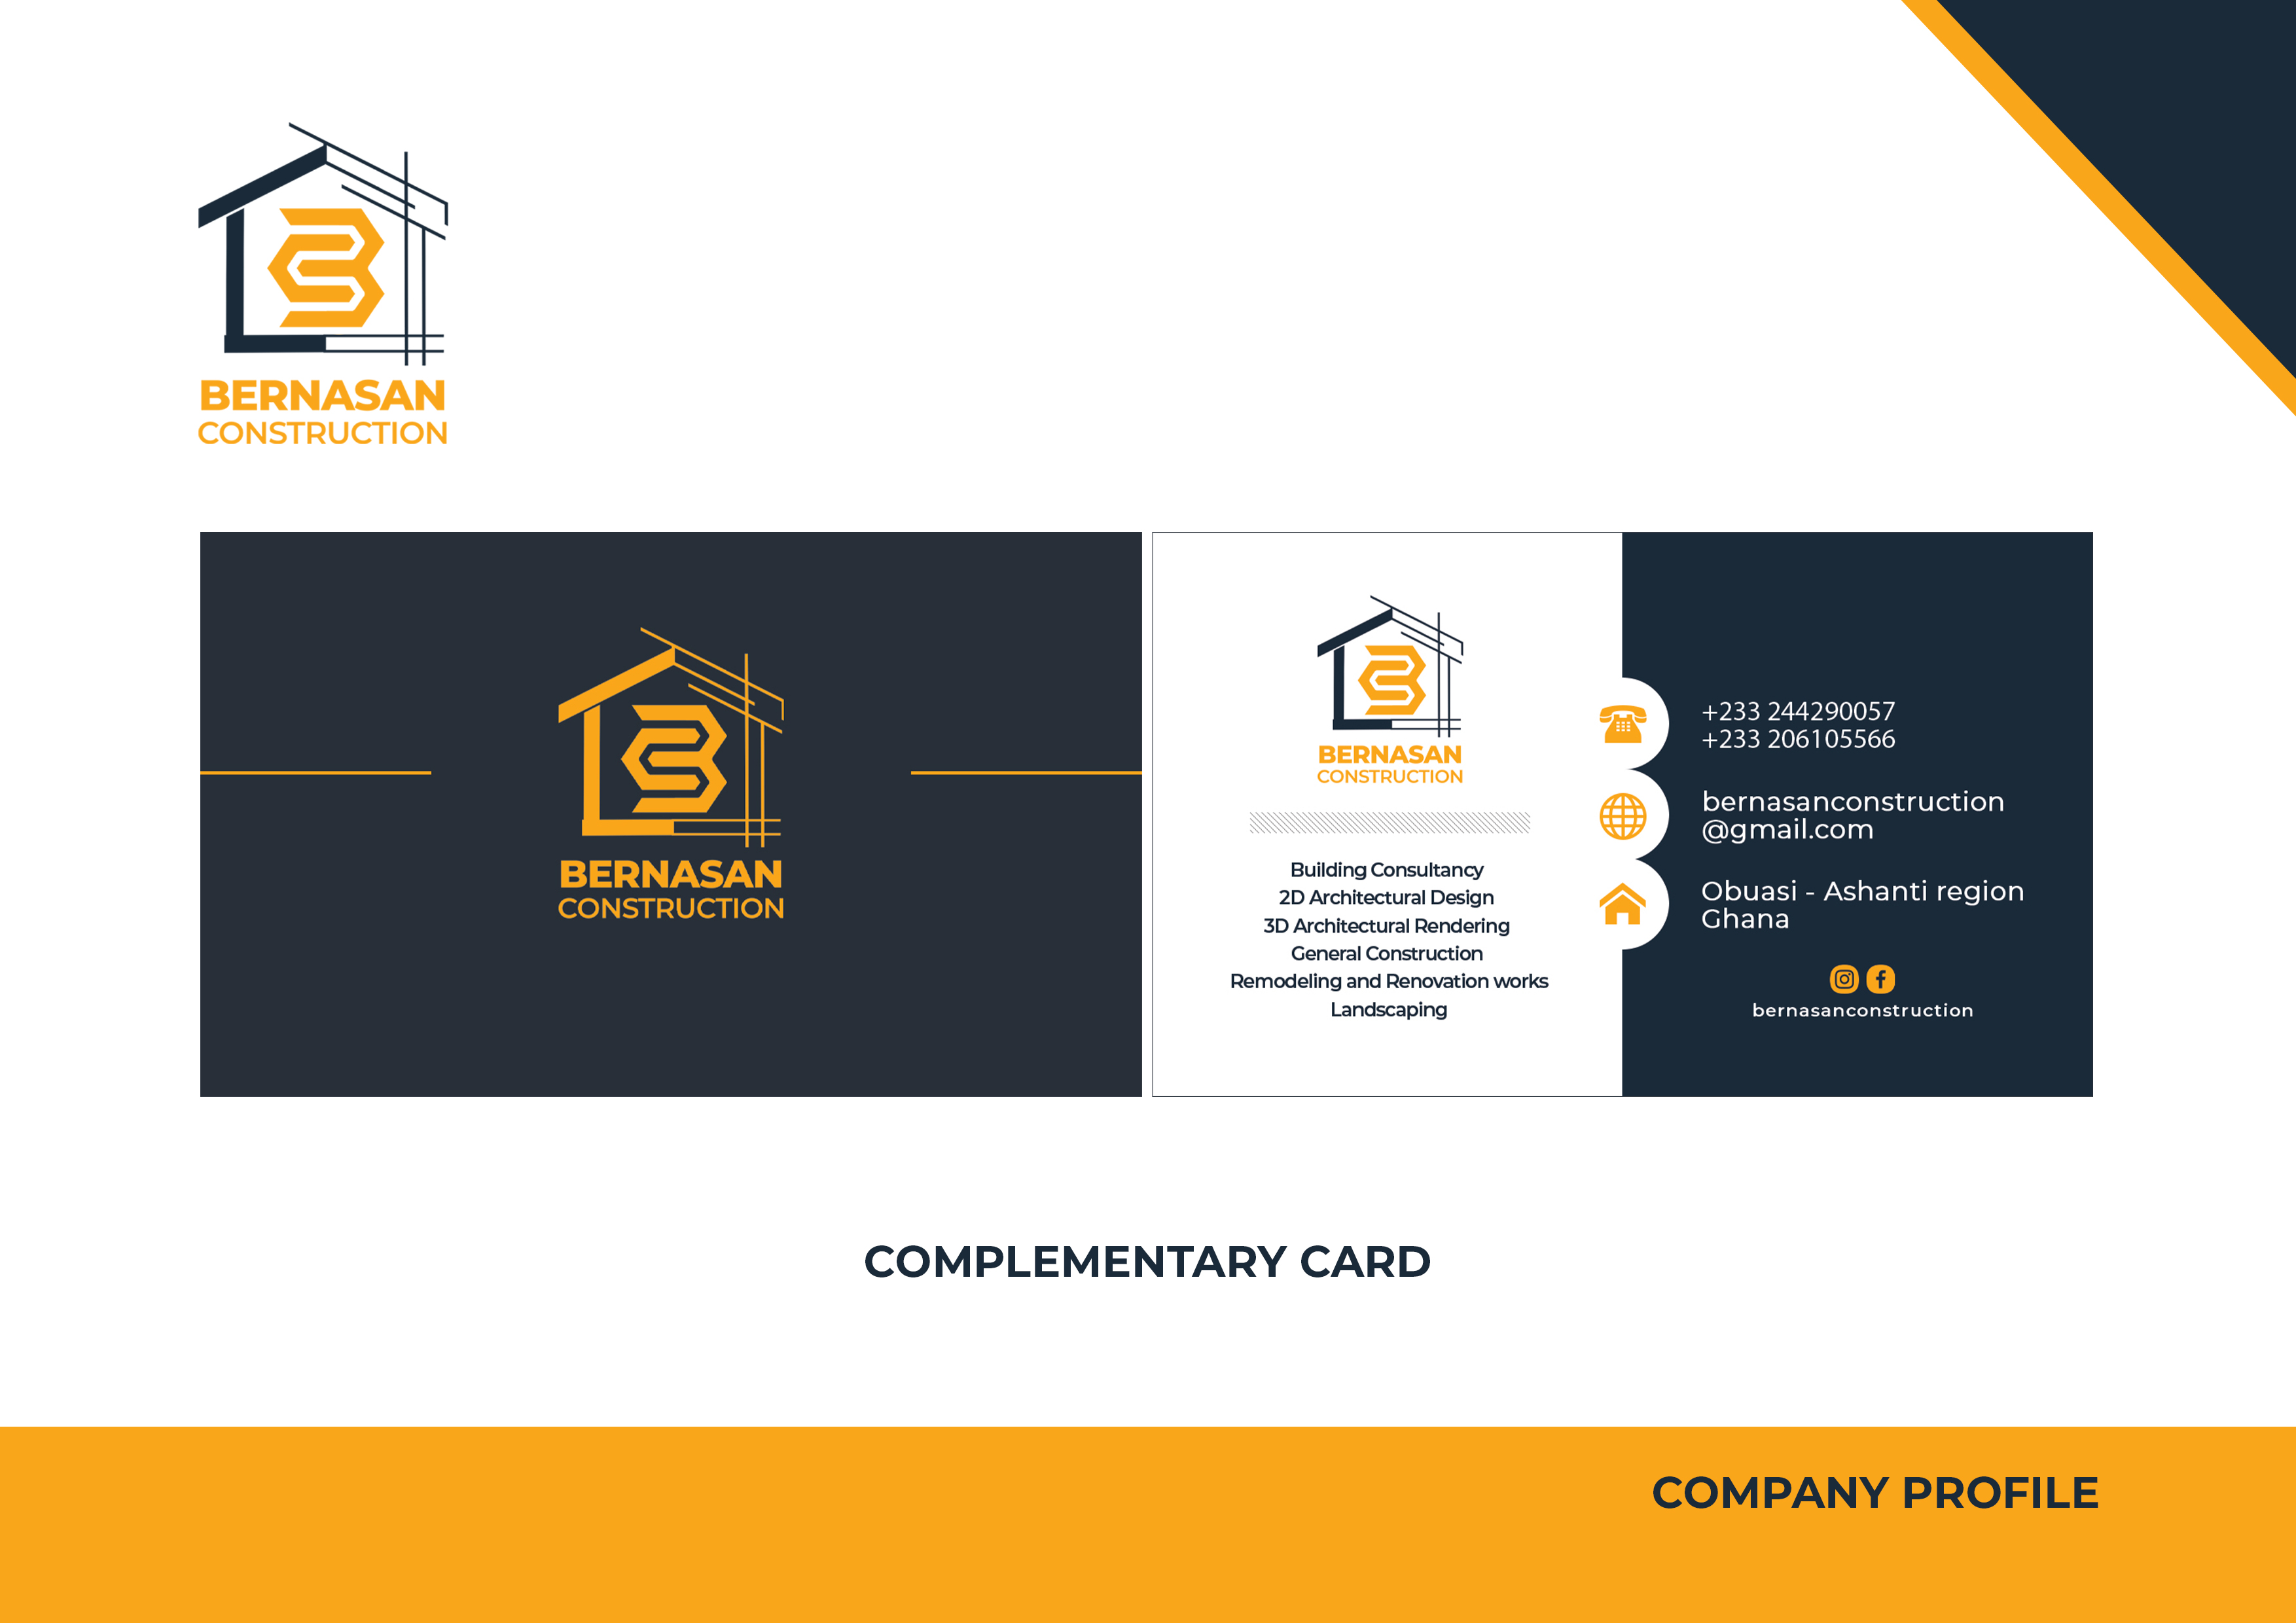 BERNASAN
CONSTRUCTION
BERNASAN
CONSTRUCTION
BERNASAN
CONSTRUCTION
Building Consultancy
2D Architectural Design
3D Architectural Rendering
General Construction
Remodeling and Renovation works
Landscaping
+233 244290057
+233 206105566
bernasanconstruction
@gmail.com
Obuasi - Ashanti region
Ghana
bernasanconstruction
COMPLEMENTARY CARD
COMPANY PROFILE